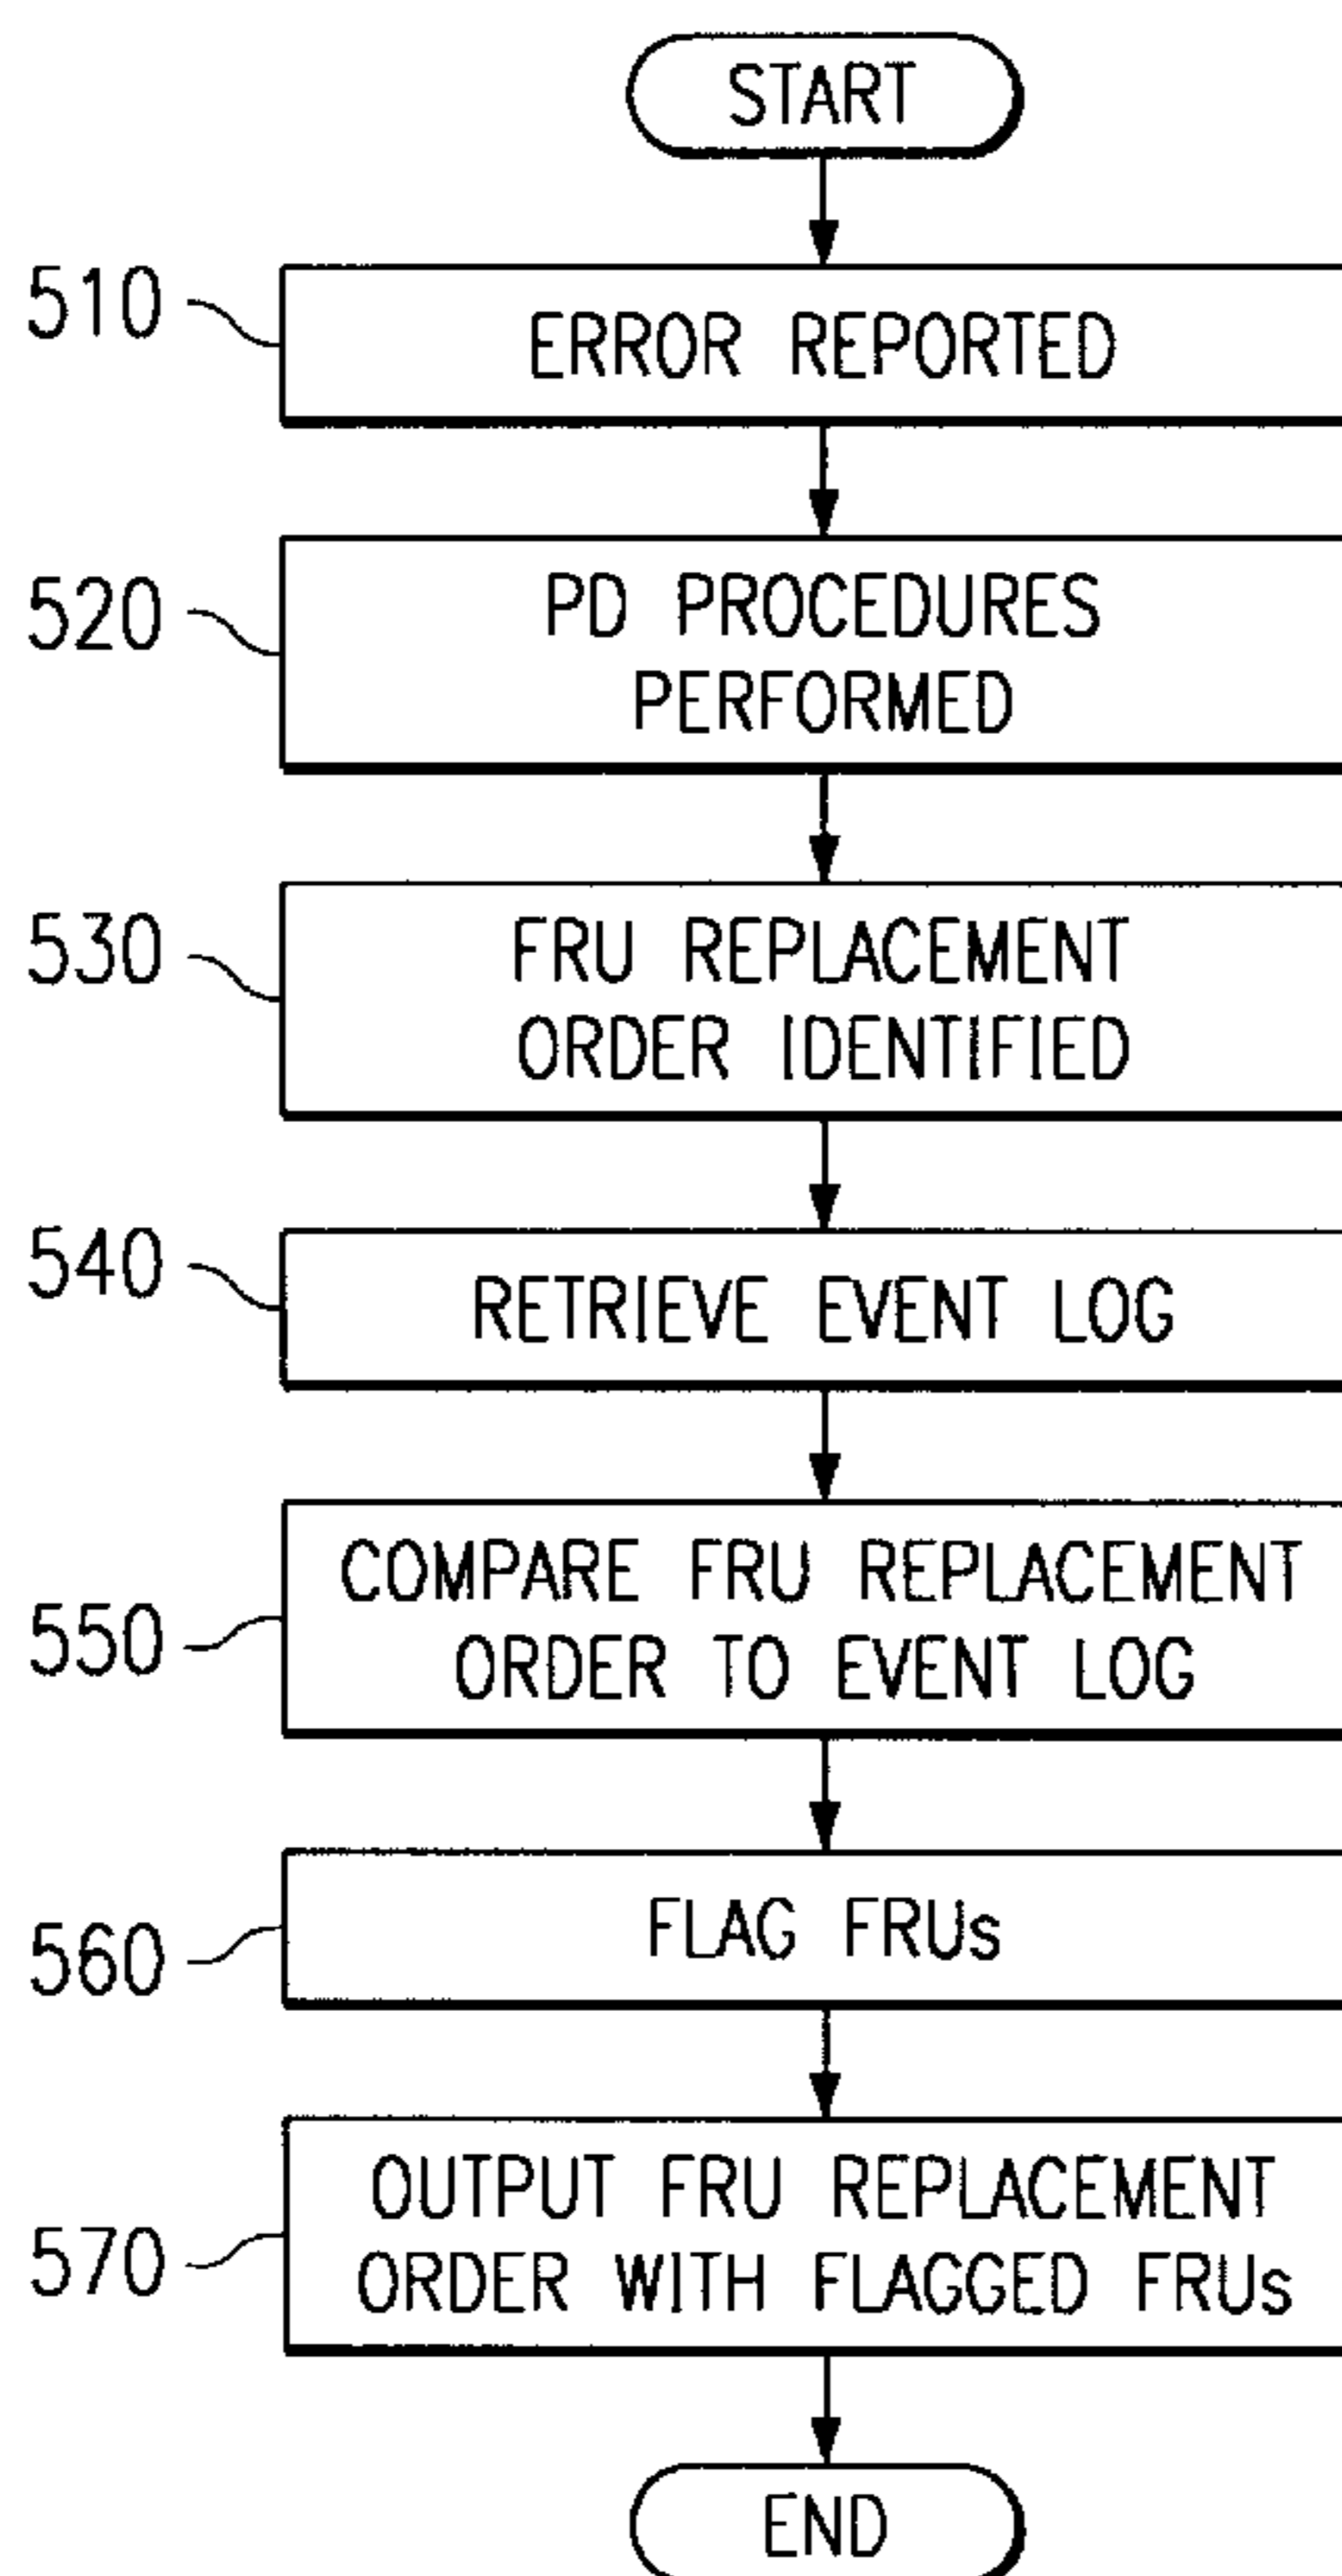 START
510
ERROR REPORTED
520
PD PROCEDURES
PERFORMED
530
FRU REPLACEMENT
ORDER IDENTIFIED
540
RETRIEVE EVENT LOG
550
COMPARE FRU REPLACEMENT
ORDER TO EVENT LOG
560
FLAG FRUs
570
OUTPUT FRU REPLACEMENT
ORDER WITH FLAGGED FRUs
END